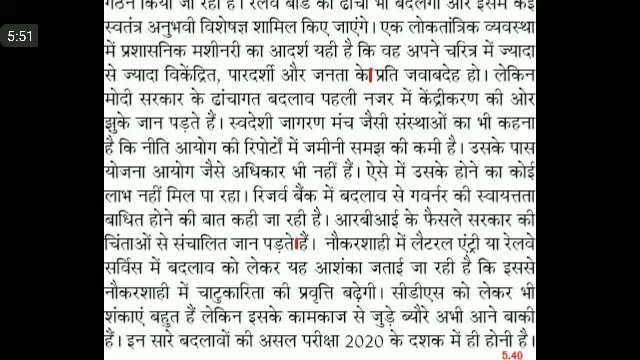 गठन किया जा रहा है। रेलवे बोर्ड का ढांचा भी बदलेगा और इसमें कई
5:51
स्वतंत्र अनुभवी विशेषज्ञ शामिल किए जाएंगे। एक लोकतांत्रिक व्यवस्था
में प्रशासनिक मशीनरी का आदर्श यही है कि वह अपने चरित्र में ज्यादा
से ज्यादा विकेंद्रित, पारदर्शी और जनता के प्रति जवाबदेह हो। लेकिन
मोदी सरकार के ढांचागत बदलाव पहली नजर में केंद्रीकरण की ओर
झुके जान पड़ते हैं। स्वदेशी जागरण मंच जैसी संस्थाओं का भी कहना
है कि नीति आयोग की रिपोर्टों में जमीनी समझ की कमी है। उसके पास
योजना आयोग जैसे अधिकार भी नहीं हैं। ऐसे में उसके होने का कोई
लाभ नहीं मिल पा रहा। रिजर्व बैंक में बदलाव से गवर्नर की स्वायत्तता
बाधित होने की बात कही जा रही है। आरबीआई के फैसले सरकार की
चिंताओं से संचालित जान पड़ते हैं। नौकरशाही में लैटरल एंट्री या रेलवे
सर्विस में बदलाव को लेकर यह आशंका जताई जा रही है कि इससे
नौकरशाही में चाटुकारिता की प्रवृत्ति बढ़ेगी। सीडीएस को लेकर भी
शंकाएं बहुत हैं लेकिन इसके कामकाज से जुड़े ब्यौरे अभी आने बाकी
हैं। इन सारे बदलावों की असल परीक्षा 2020 के दशक में ही होनी है।
5.40